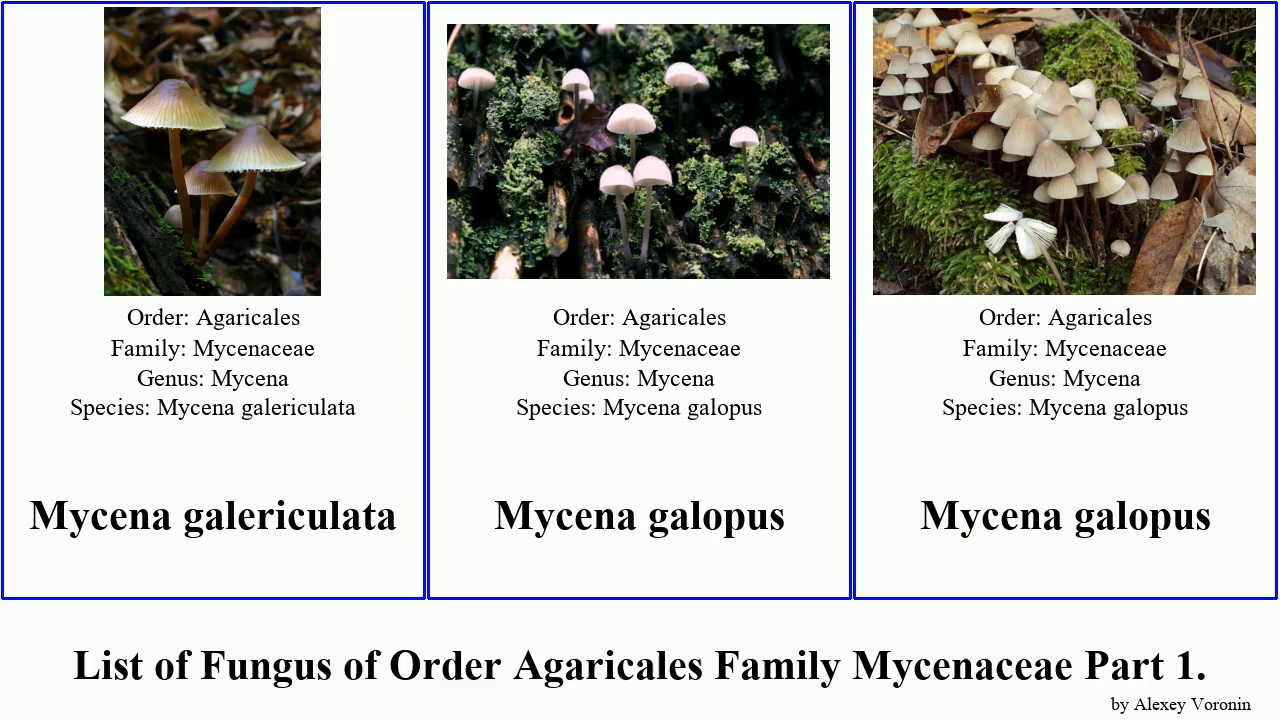 Order: Agaricales
Family: Mycenaceae
Genus: Mycena
Species: Mycena galericulata
Mycena galericulata
Order: Agaricales
Family: Mycenaceae
Genus: Mycena
Species: Mycena galopus
Mycena galopus
Order: Agaricales
Family: Mycenaceae
Genus: Mycena
Species: Mycena galopus
Mycena galopus
List of Fungus of Order Agaricales Family Mycenaceae Part 1.
by Alexey Voronin